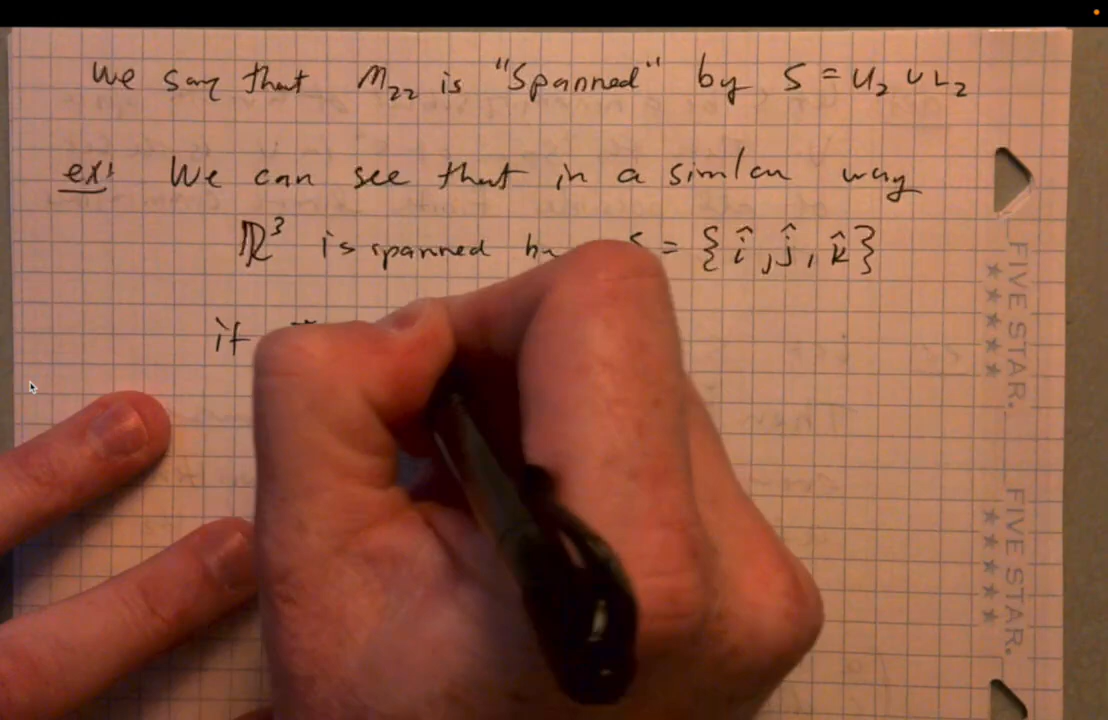 We say that M₂₂ is "Spanned" by S = U₂ ∪ L₂
ex: We can see that in a similar way
ℝ³ is spanned S = {î, ĵ, k̂}
if
FIVE STAR.
FIVE STAR.